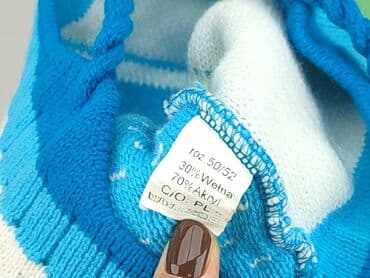 roz. 50/52
30% Wełna
70% Akryl
C/O: PL